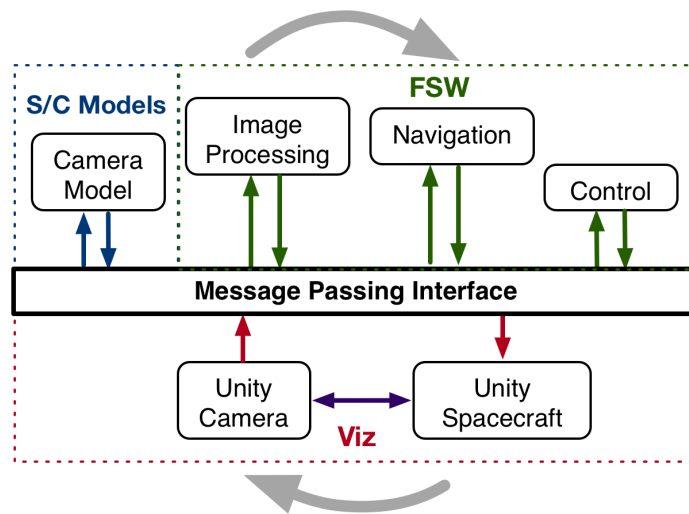 FSW
S/C Models
Image
Processing
Navigation
Camera
Model
Control
Message Passing Interface
Unity
Camera
Unity
Spacecraft
Viz